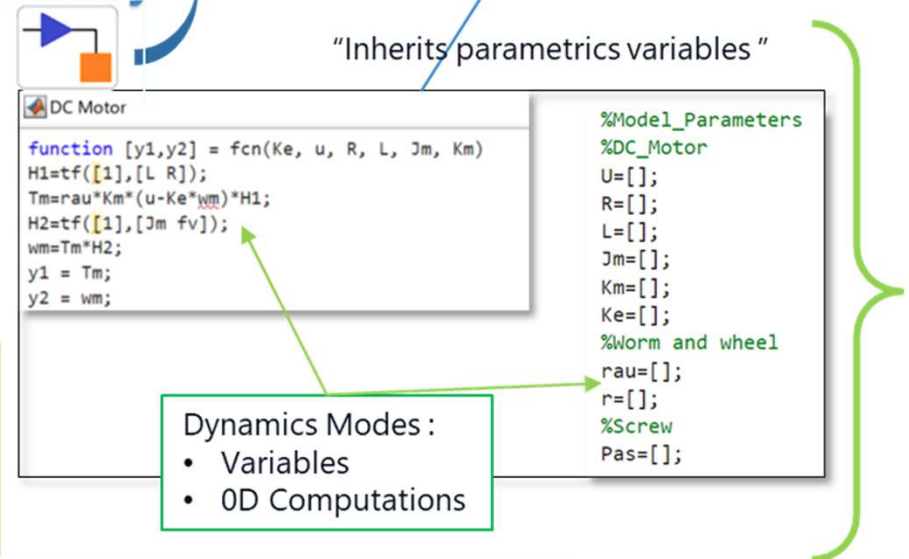 “Inherits parametrics variables ”
DC Motor
function [y1,y2] = fcn(Ke, u, R, L, Jm, Km)
H1=tf([1],[L R]);
Tm=rau*Km*(u-Ke*wm)*H1;
H2=tf([1],[Jm fv]);
wm=Tm*H2;
y1 = Tm;
y2 = wm;
%Model_Parameters
%DC_Motor
U=[];
R=[];
L=[];
Jm=[];
Km=[];
Ke=[];
%Worm and wheel
rau=[];
r=[];
%Screw
Pas=[];
Dynamics Modes :
• Variables
• 0D Computations